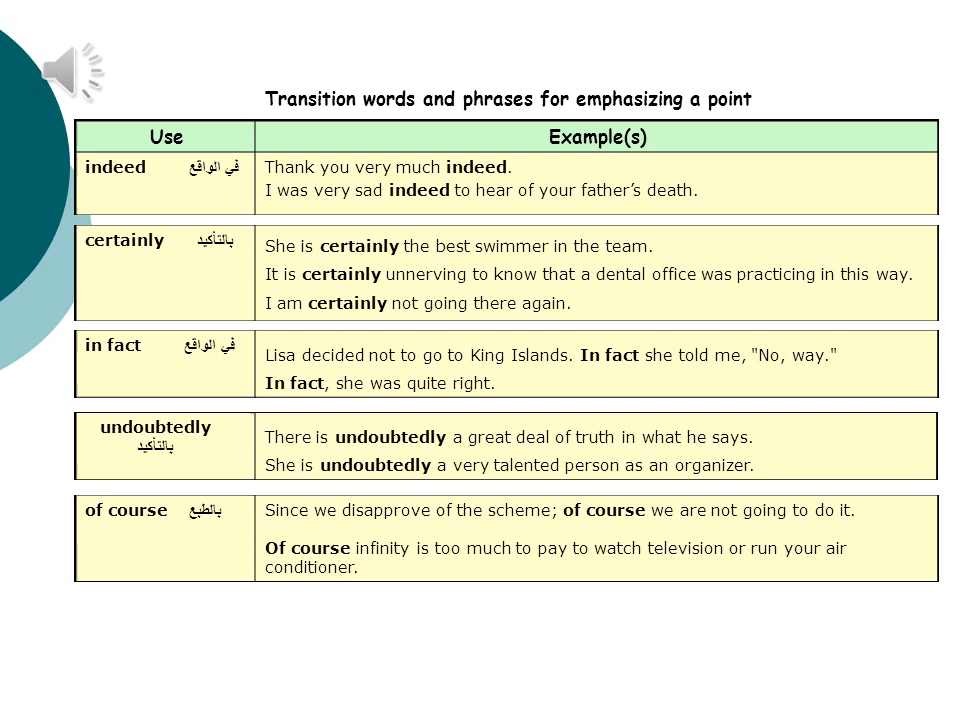 Transition words and phrases for emphasizing a point
Use Example(s)
indeed في الواقع
Thank you very much indeed.
I was very sad indeed to hear of your father’s death.
certainly بالتأكيد
She is certainly the best swimmer in the team.
It is certainly unnerving to know that a dental office was practicing in this way.
I am certainly not going there again.
in fact في الواقع
Lisa decided not to go to King Islands. In fact she told me, "No, way."
In fact, she was quite right.
undoubtedly
بالتأكيد
There is undoubtedly a great deal of truth in what he says.
She is undoubtedly a very talented person as an organizer.
of course بالطبع
Since we disapprove of the scheme; of course we are not going to do it.
Of course infinity is too much to pay to watch television or run your air
conditioner.